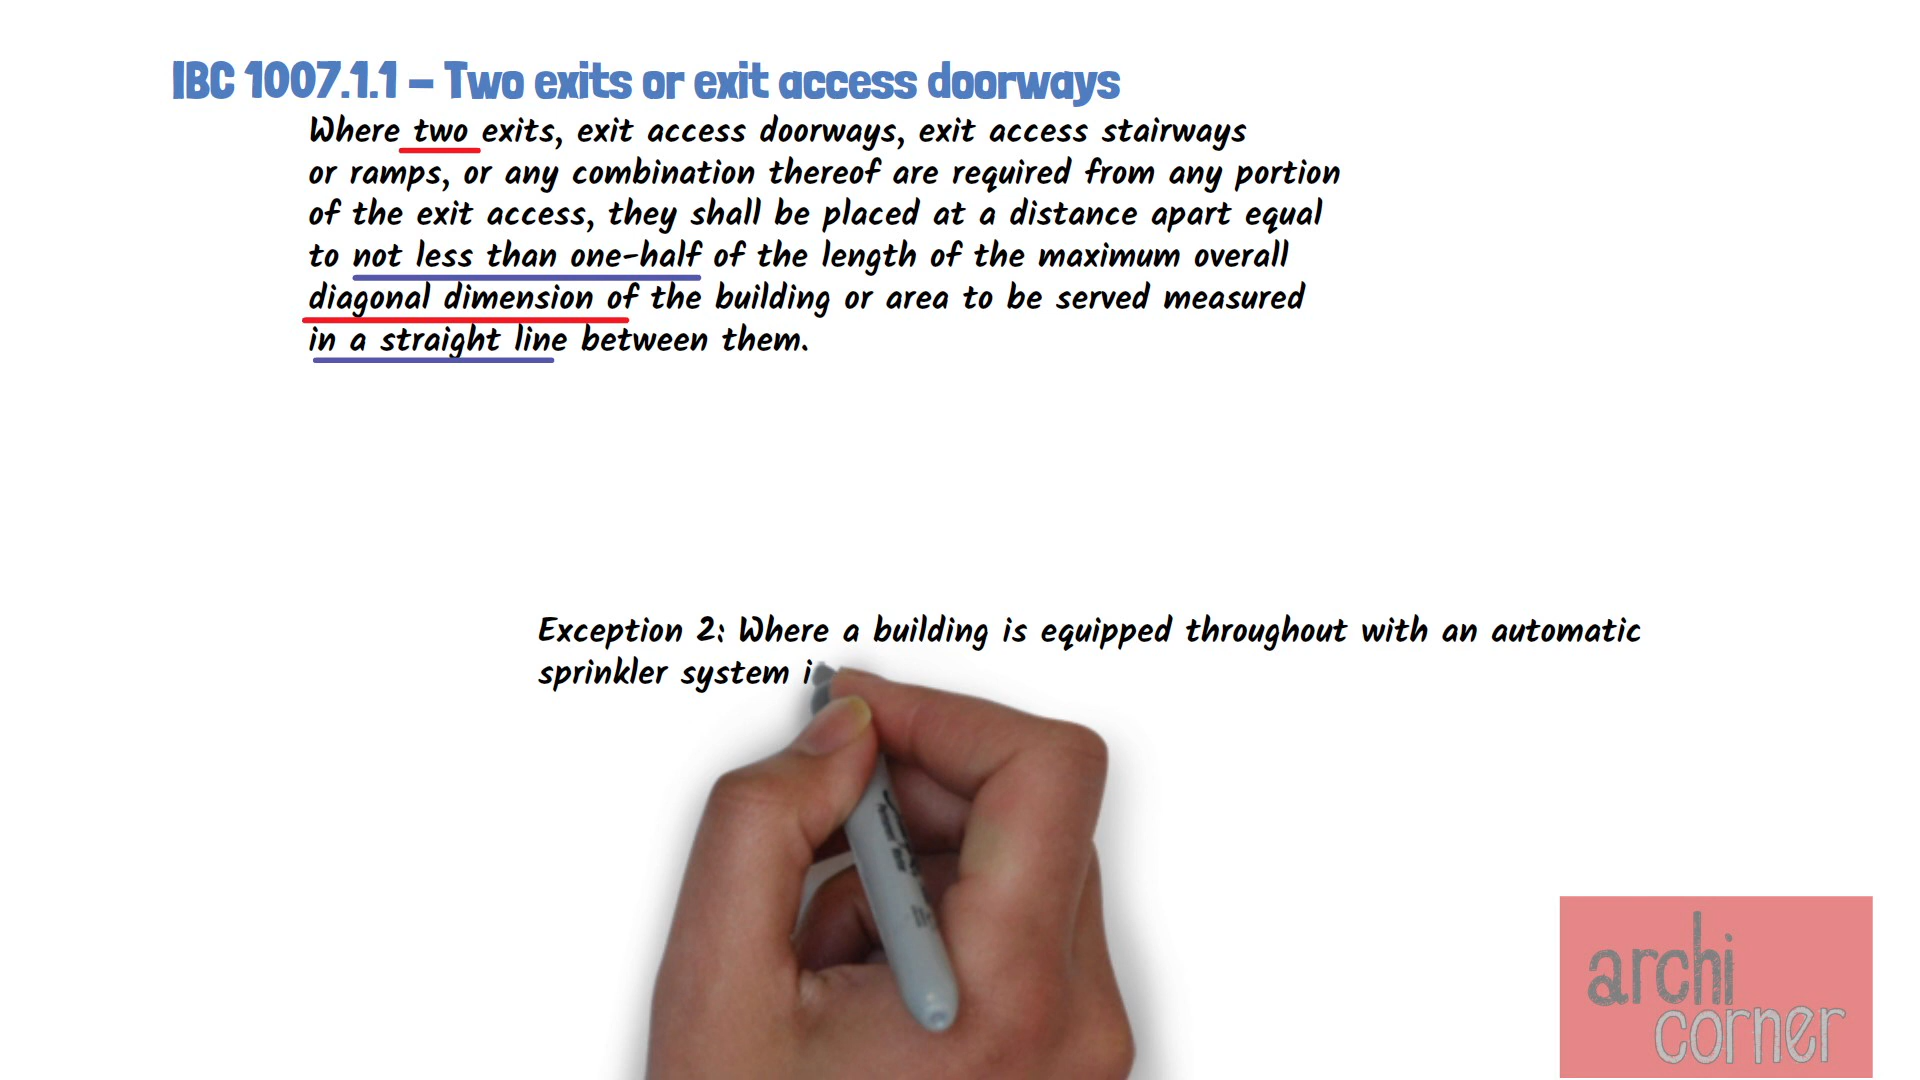 IBC 1007.1.1 – Two exits or exit access doorways
Where two exits, exit access doorways, exit access stairways
or ramps, or any combination thereof are required from any portion
of the exit access, they shall be placed at a distance apart equal
to not less than one-half of the length of the maximum overall
diagonal dimension of the building or area to be served measured
in a straight line between them.
Exception 2: Where a building is equipped throughout with an automatic
sprinkler system i
archi
corner